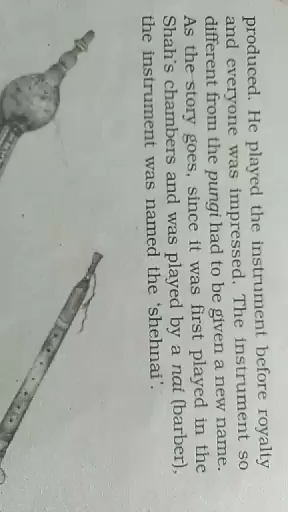 produced. He played the instrument before royalty
and everyone was impressed. The instrument so
different from the pungi had to be given a new name.
As the story goes, since it was first played in the
Shah's chambers and was played by a nai (barber),
the instrument was named the 'shehnai'.